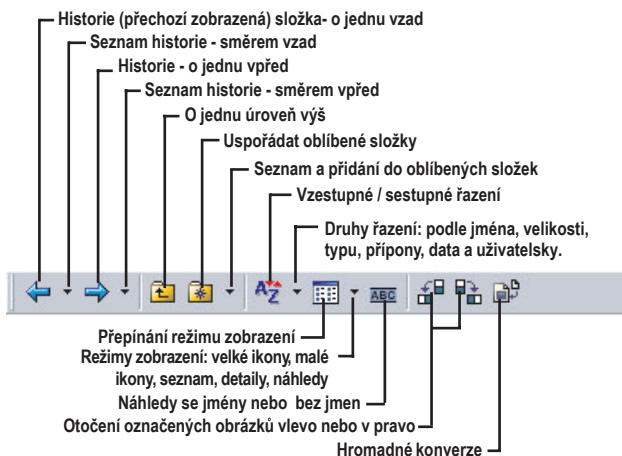 Historie (přechozí zobrazená) složka- o jednu vzad
Seznam historie - směrem vzad
Historie - o jednu vpřed
Seznam historie - směrem vpřed
O jednu úroveň výš
Uspořádat oblíbené složky
Seznam a přidání do oblíbených složek
Vzestupné / sestupné řazení
Druhy řazení: podle jména, velikosti,
typu, přípony, data a uživatelsky.
AZ
ABC
Přepínání režimu zobrazení
Režimy zobrazení: velké ikony, malé
ikony, seznam, detaily, náhledy
Náhledy se jmény nebo bez jmen
Otočení označených obrázků vlevo nebo v pravo
Hromadné konverze